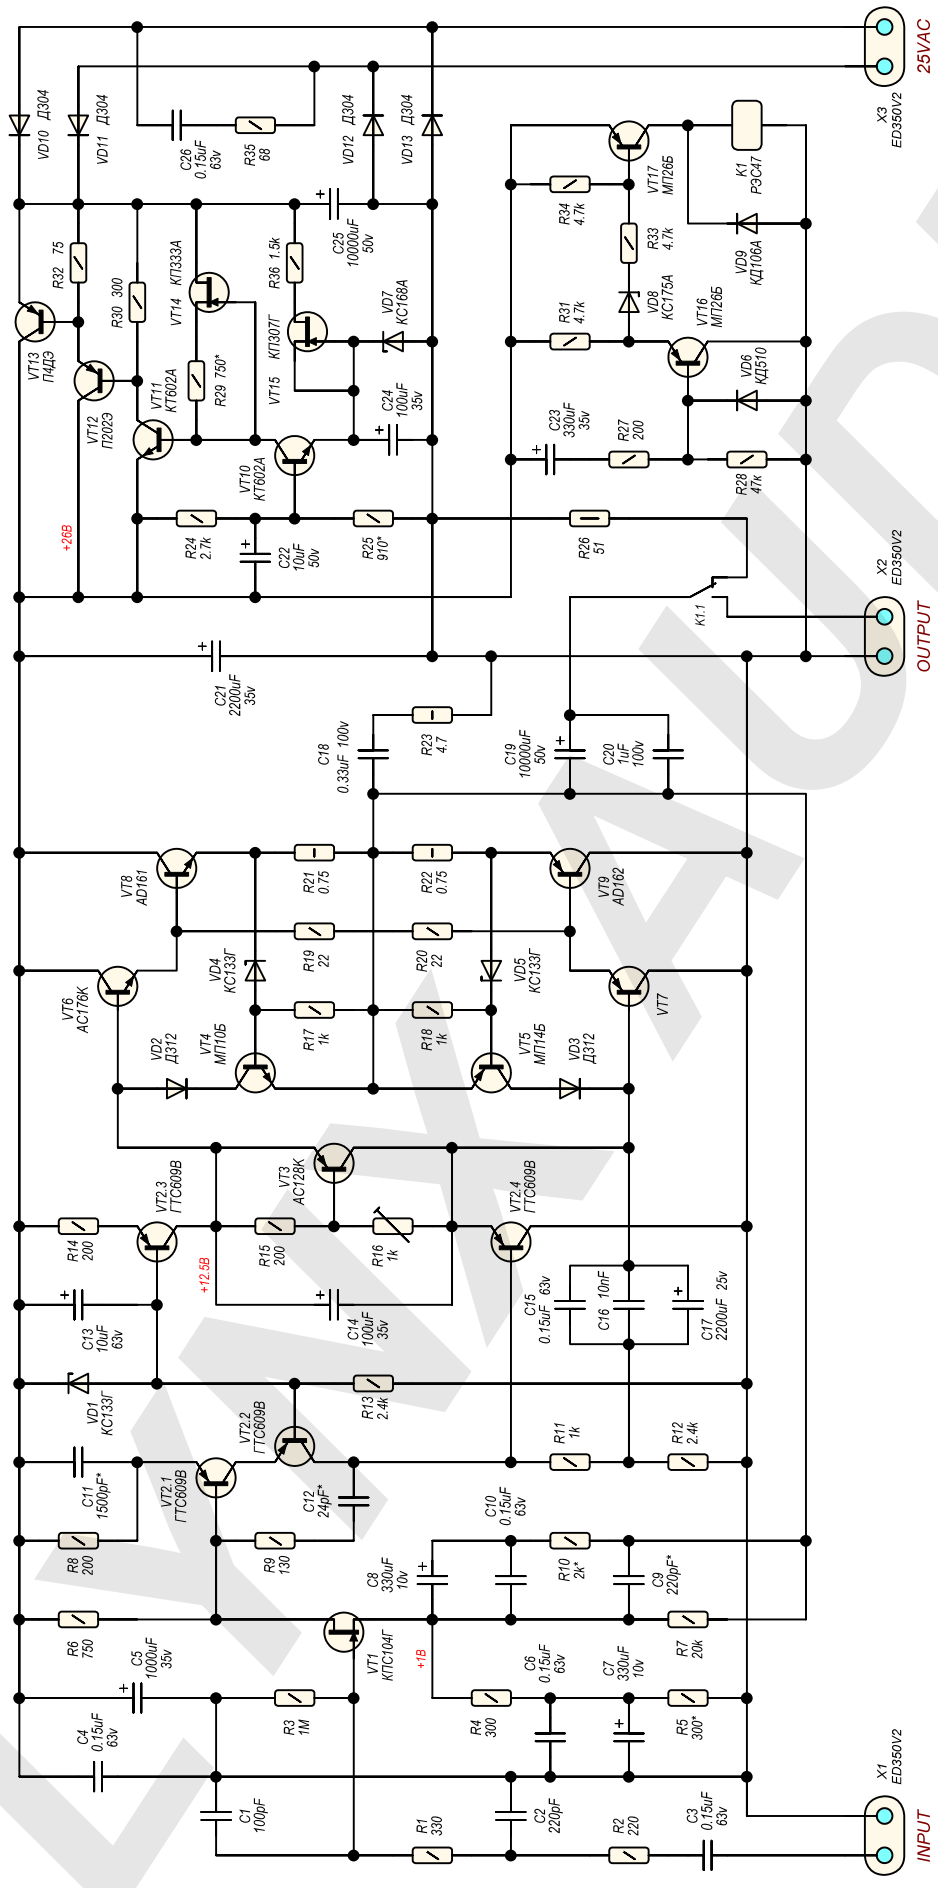 VD10 Д304
VD11 Д304
C26
0.15uF
63v
R35
68
VD12 Д304
VD13 Д304
X3
ED350V2
25VAC
R32 75
R30 300
VT14 КП333А
R36 1.5k
C25
10000uF
50v
VT13
П4ДЭ
VT12
П202Э
VT11
КТ602А
R29 750*
VT15 КП307Г
VD7
КС168А
C24
100uF
35v
VT10
КТ602А
+26В
R24
2.7k
C22
10uF
50v
R25
910*
R26
51
R34
4.7k
VT17
МП26Б
K1
РЭС47
R33
4.7k
VD9
КД106А
R31
4.7k
VD8
КС175А
VT16
МП26Б
VD6
КД510
C23
330uF
35v
R27
200
R28
47k
K1.1
X2
ED350V2
OUTPUT
C21
2200uF
35v
C18
0.33uF 100v
R23
4.7
C19
10000uF
50v
C20
1uF
100v
VT8
AD161
R21
0.75
R22
0.75
VT9
AD162
VT6
AC176K
VD4
КС133Г
R19
22
R20
22
VD5
КС133Г
VT7
VD2
Д312
VT4
МП10Б
R17
1k
R18
1k
VT5
МП14Б
VD3
Д312
R14
200
VT2.3
ГТС609В
+12.5В
R15
200
VT3
AC128K
R16
1k
VT2.4
ГТС609В
C13
10uF
63v
C14
100uF
35v
C15
0.15uF 63v
C16 10nF
C17
2200uF 25v
VD1
КС133Г
VT2.2
ГТС609В
R13
2.4k
C11
1500pF*
VT2.1
ГТС609В
C12
24pF*
R11
1k
R12
2.4k
R8
200
R9
130
C8
330uF
10v
C10
0.15uF
63v
R10
2k*
C9
220pF*
R6
750
VT1
КПС104Г
+1В
R7
20k
C5
1000uF
35v
C4
0.15uF
63v
R3
1M
R4
300
C6
0.15uF
63v
C7
330uF
10v
R5
300*
C1
100pF
R1
330
C2
220pF
R2
220
C3
0.15uF
63v
X1
ED350V2
INPUT
LYNX AUD